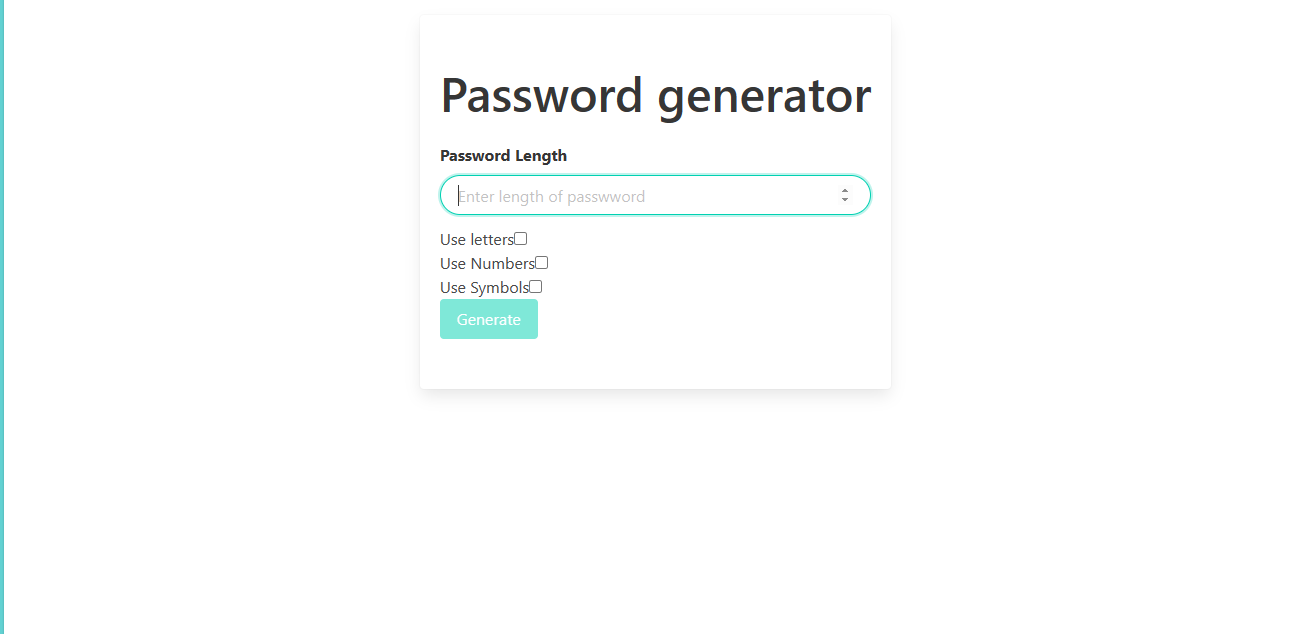 Password generator
Password Length
Enter length of passwword
Use letters
Use Numbers
Use Symbols
Generate